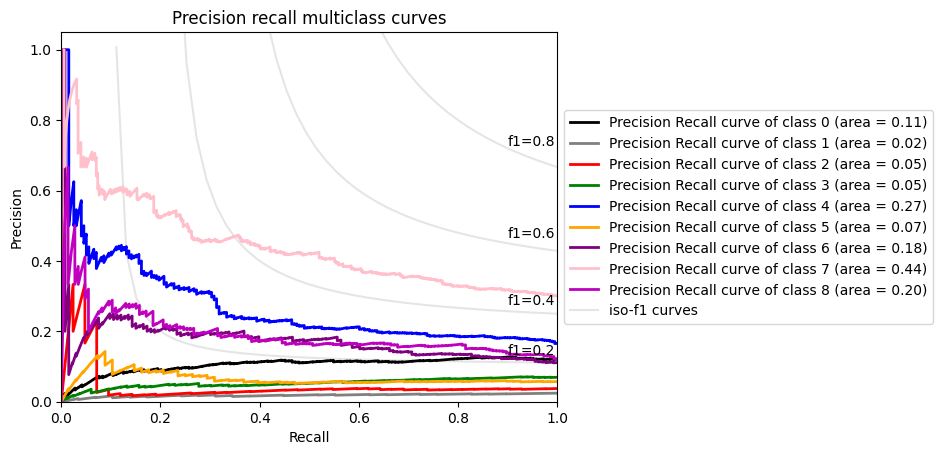 Precision recall multiclass curves
Precision
1.0
0.8
0.6
0.4
0.2
0.0
0.0 0.2 0.4 0.6 0.8 1.0
Recall
f1=0.8
f1=0.6
f1=0.4
f1=0.2
Precision Recall curve of class 0 (area = 0.11)
Precision Recall curve of class 1 (area = 0.02)
Precision Recall curve of class 2 (area = 0.05)
Precision Recall curve of class 3 (area = 0.05)
Precision Recall curve of class 4 (area = 0.27)
Precision Recall curve of class 5 (area = 0.07)
Precision Recall curve of class 6 (area = 0.18)
Precision Recall curve of class 7 (area = 0.44)
Precision Recall curve of class 8 (area = 0.20)
iso-f1 curves